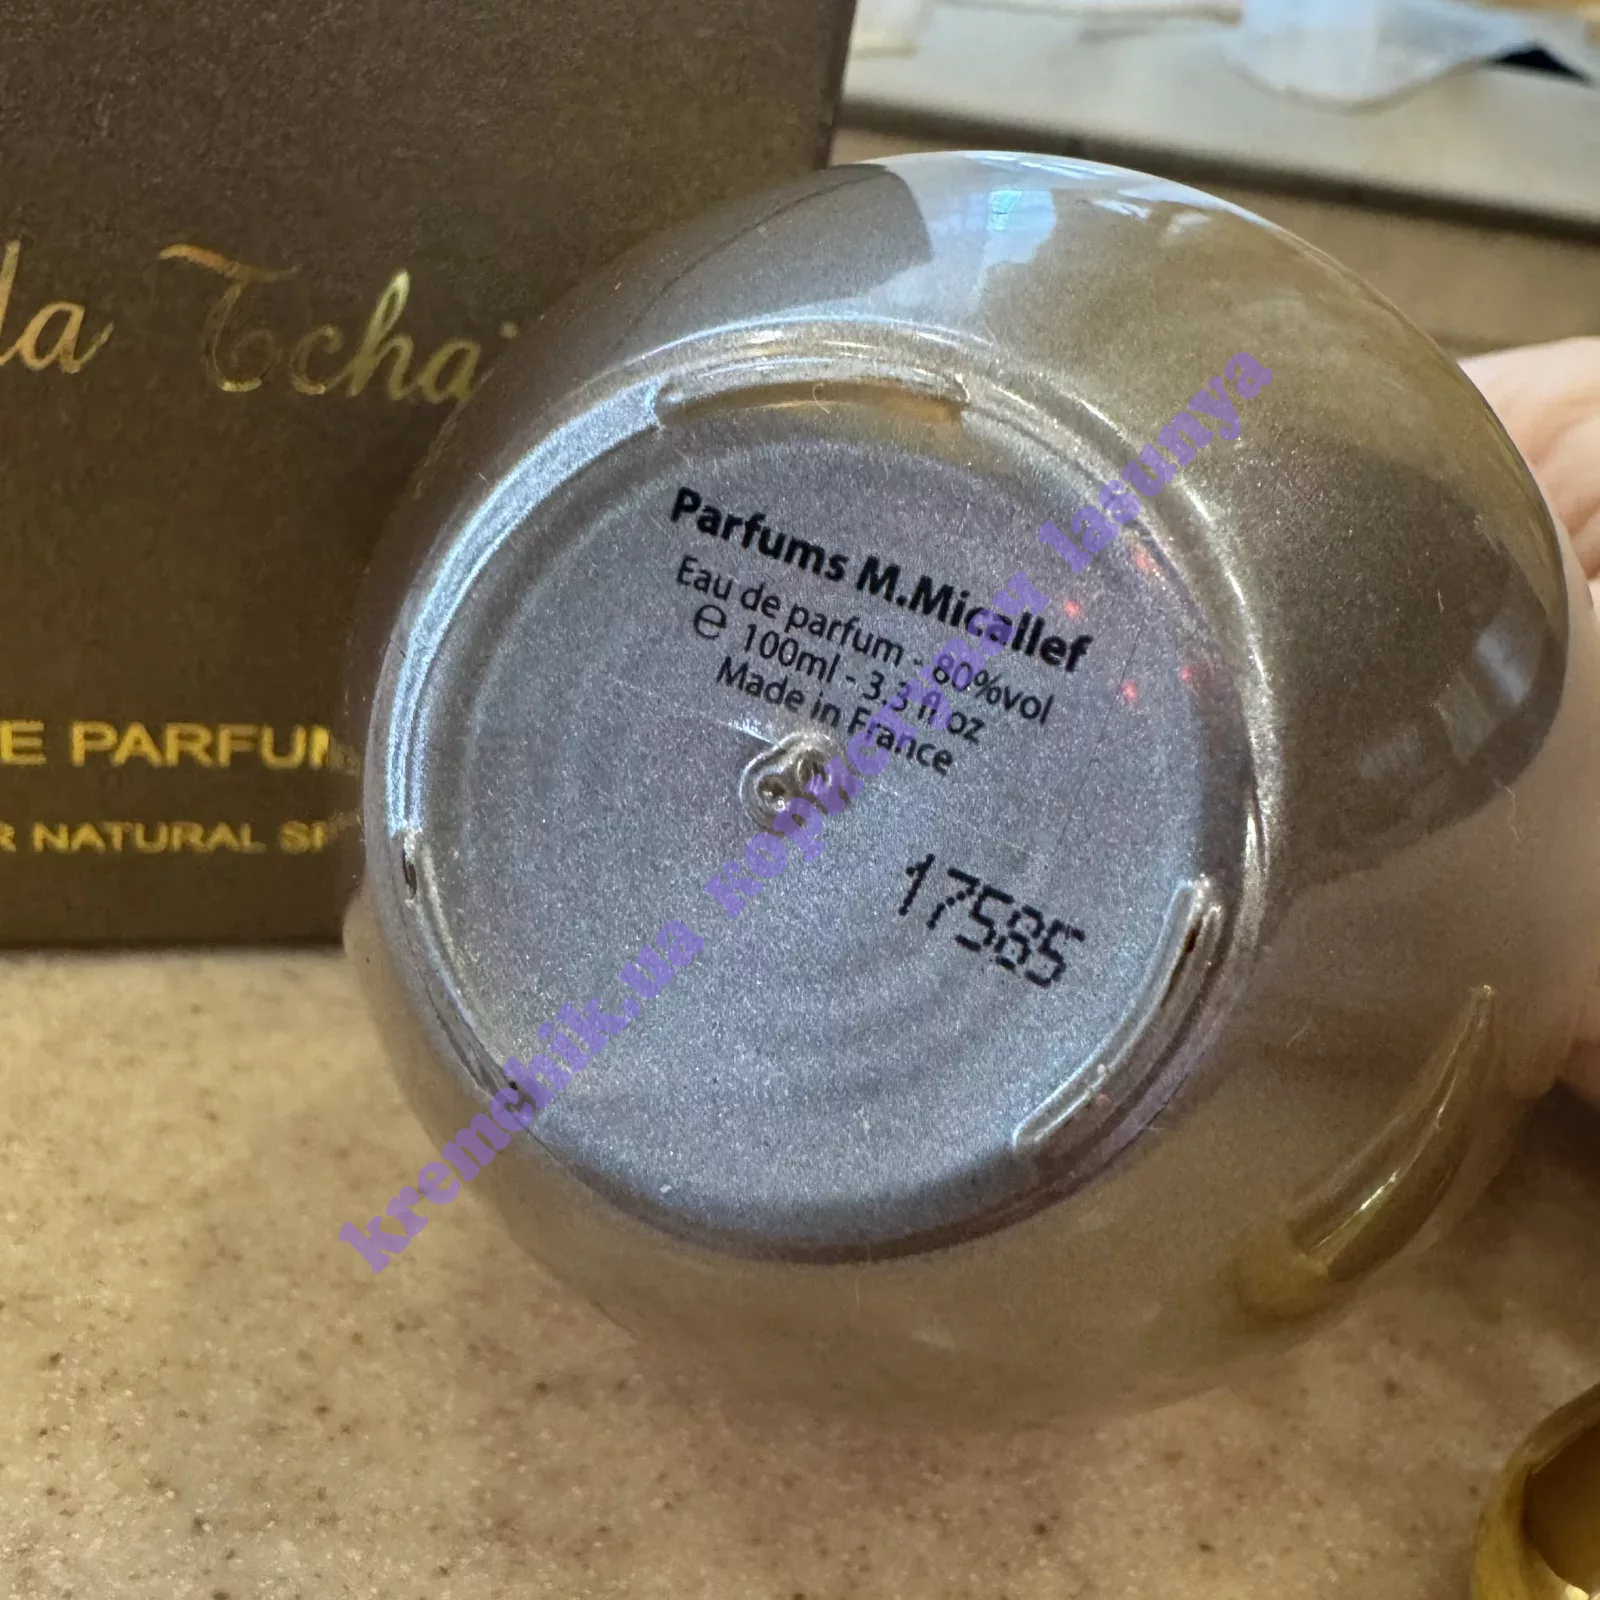 la Tcha
E PARFUM
R NATURAL SP
Parfums M.Micallef
Eau de parfum - 80%vol
℮ 100ml - 3.3 fl oz
Made in France
17585
kremchik.ua користувач lasunya